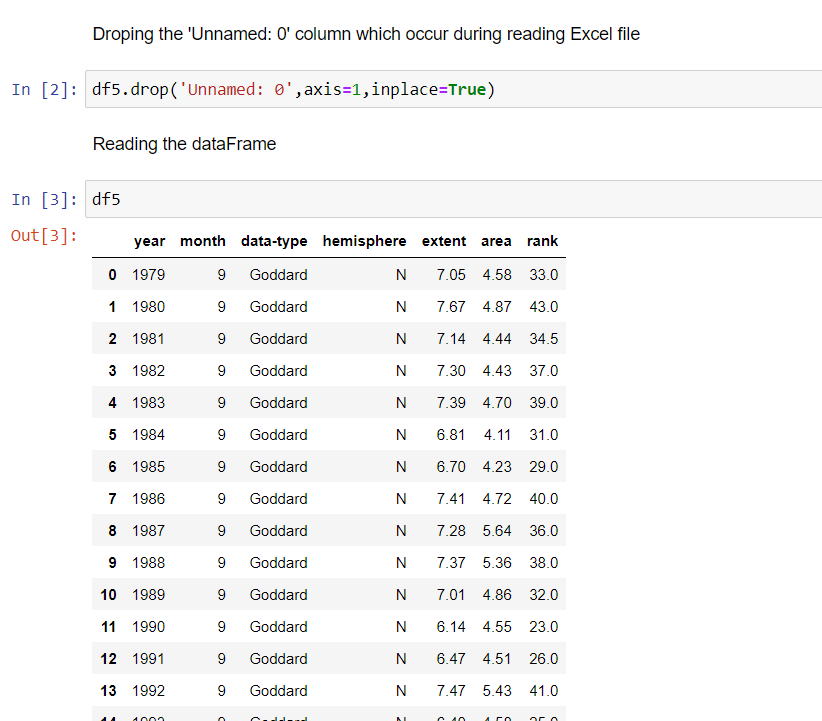 Droping the 'Unnamed: 0' column which occur during reading Excel file
In [2]: df5.drop('Unnamed: 0',axis=1,inplace=True)
Reading the dataFrame
In [3]: df5
Out[3]:
year month data-type hemisphere extent area rank
0 1979 9 Goddard N 7.05 4.58 33.0
1 1980 9 Goddard N 7.67 4.87 43.0
2 1981 9 Goddard N 7.14 4.44 34.5
3 1982 9 Goddard N 7.30 4.43 37.0
4 1983 9 Goddard N 7.39 4.70 39.0
5 1984 9 Goddard N 6.81 4.11 31.0
6 1985 9 Goddard N 6.70 4.23 29.0
7 1986 9 Goddard N 7.41 4.72 40.0
8 1987 9 Goddard N 7.28 5.64 36.0
9 1988 9 Goddard N 7.37 5.36 38.0
10 1989 9 Goddard N 7.01 4.86 32.0
11 1990 9 Goddard N 6.14 4.55 23.0
12 1991 9 Goddard N 6.47 4.51 26.0
13 1992 9 Goddard N 7.47 5.43 41.0